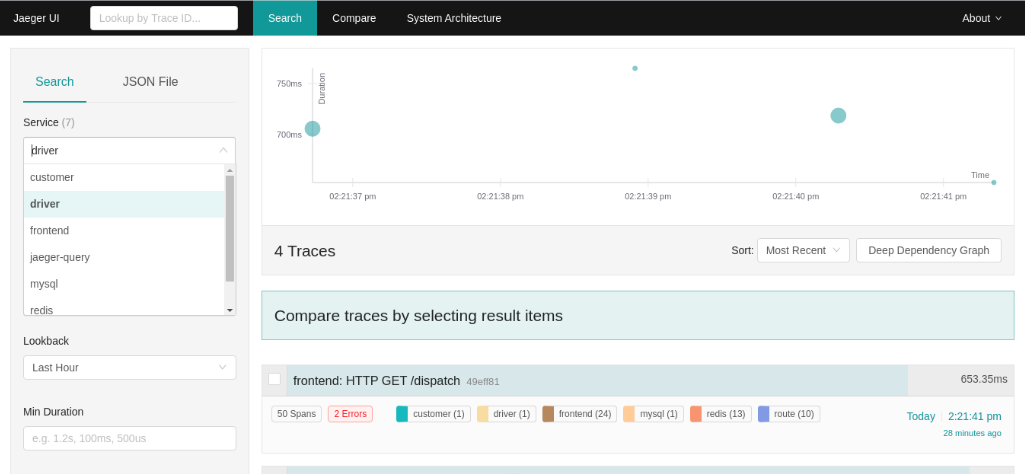 Jaeger UI
Lookup by Trace ID...
Search
Compare
System Architecture
About
Search
JSON File
Service (7)
driver
customer
driver
frontend
jaeger-query
mysql
redis
Lookback
Last Hour
Min Duration
e.g. 1.2s, 100ms, 500us
Duration
750ms
700ms
Time
02:21:37 pm
02:21:38 pm
02:21:39 pm
02:21:40 pm
02:21:41 pm
4 Traces
Sort:
Most Recent
Deep Dependency Graph
Compare traces by selecting result items
frontend: HTTP GET /dispatch 49eff81
653.35ms
50 Spans
2 Errors
customer (1)
driver (1)
frontend (24)
mysql (1)
redis (13)
route (10)
Today
2:21:41 pm
28 minutes ago